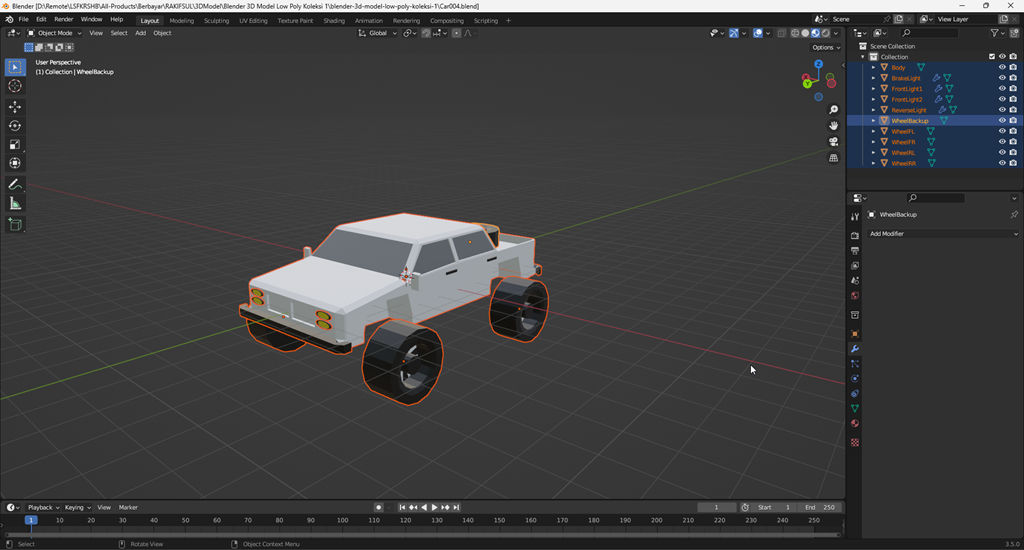 Blender [D:\Remote\LSFKRSHB\All-Products\Berbayar\RAKIFSUL\3DModel\Blender 3D Model Low Poly Koleksi 1\blender-3d-model-low-poly-koleksi-1\Car004.blend]
File Edit Render Window Help Layout Modeling Sculpting UV Editing Texture Paint Shading Animation Rendering Compositing Scripting + Scene View Layer
Object Mode View Select Add Object Global
Options
User Perspective
(1) Collection | WheelBackup
Z
Y
Scene Collection
Collection
Body
BrakeLight
FrontLight1
FrontLight2
ReverseLight
WheelBackup
WheelFL
WheelFR
WheelRL
WheelRR
WheelBackup
Add Modifier
Playback Keying View Marker 1 Start 1 End 250
1 10 20 30 40 50 60 70 80 90 100 110 120 130 140 150 160 170 180 190 200 210 220 230 240 250
Select Rotate View Object Context Menu 3.5.0